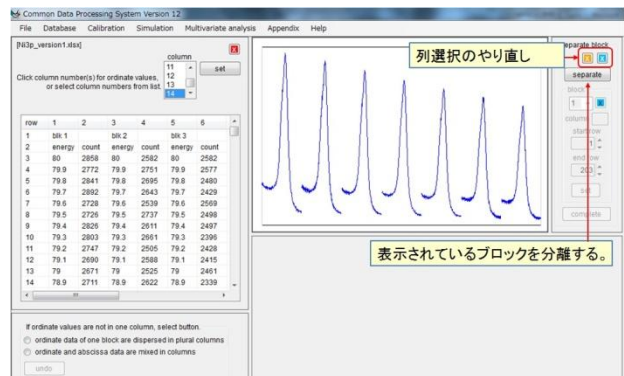 Common Data Processing System Version 12
File Database Calibration Simulation Multivariate analysis Appendix Help
[Ni3p_version1.xlsx]
column
Click column number(s) for ordinate values,
or select column numbers from list
11
12
13
14
set
row 1 2 3 4 5 6
1 blk 1 blk 2 blk 3
2 energy count energy count energy count
3 80 2858 80 2582 80 2582
4 79.9 2772 79.9 2751 79.9 2577
5 79.8 2841 79.8 2695 79.8 2480
6 79.7 2892 79.7 2643 79.7 2429
7 79.6 2728 79.6 2539 79.6 2569
8 79.5 2726 79.5 2737 79.5 2498
9 79.4 2826 79.4 2611 79.4 2497
10 79.3 2803 79.3 2661 79.3 2396
11 79.2 2747 79.2 2505 79.2 2428
12 79.1 2690 79.1 2588 79.1 2415
13 79 2671 79 2525 79 2461
14 78.9 2711 78.9 2622 78.9 2339
If ordinate values are not in one column, select button.
ordinate data of one block are dispersed in plural columns
ordinate and abscissa data are mixed in columns
undo
列選択のやり直し
separate block
separate
block
1
column
start row
1
end row
203
set
complete
表示されているブロックを分離する。